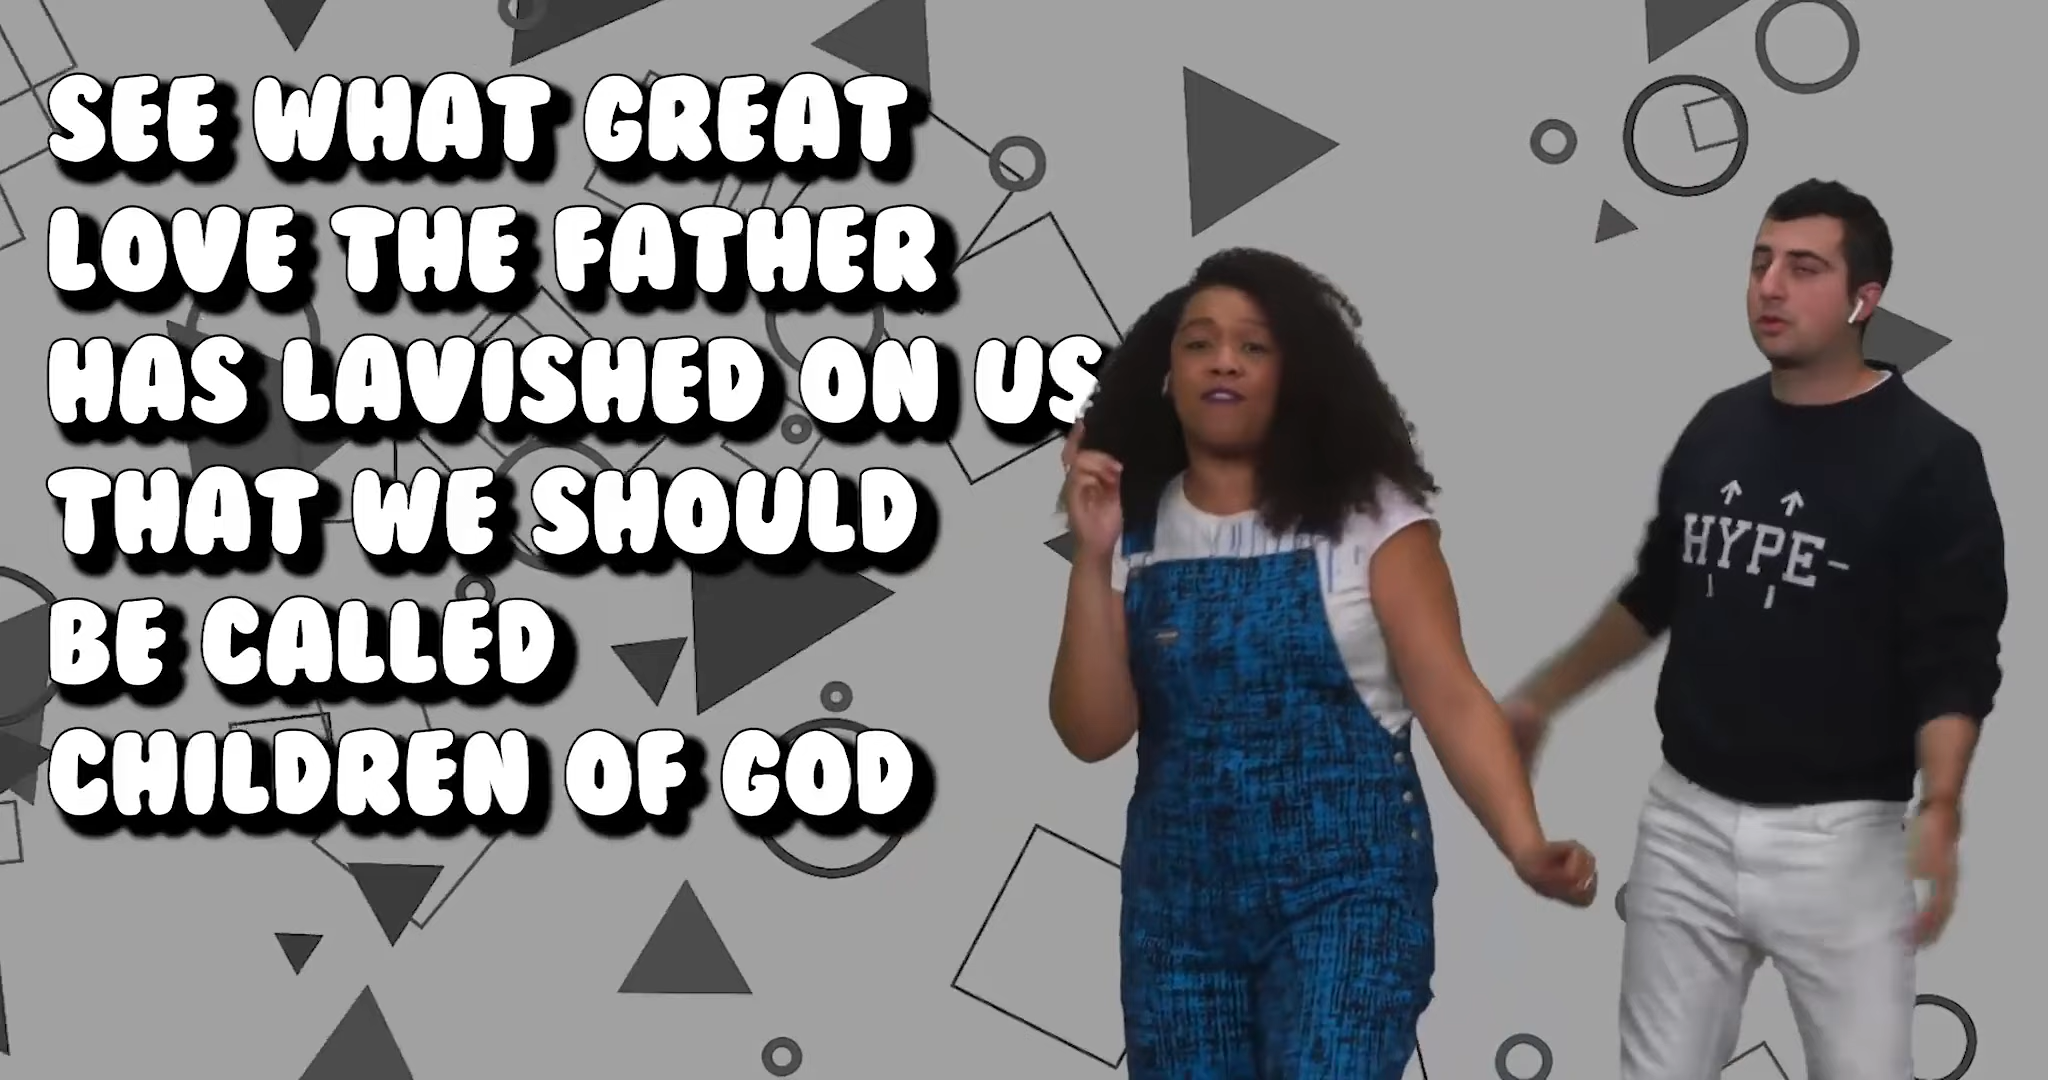 SEE WHAT GREAT
LOVE THE FATHER
HAS LAVISHED ON US
THAT WE SHOULD
BE CALLED
CHILDREN OF GOD
HYPE-